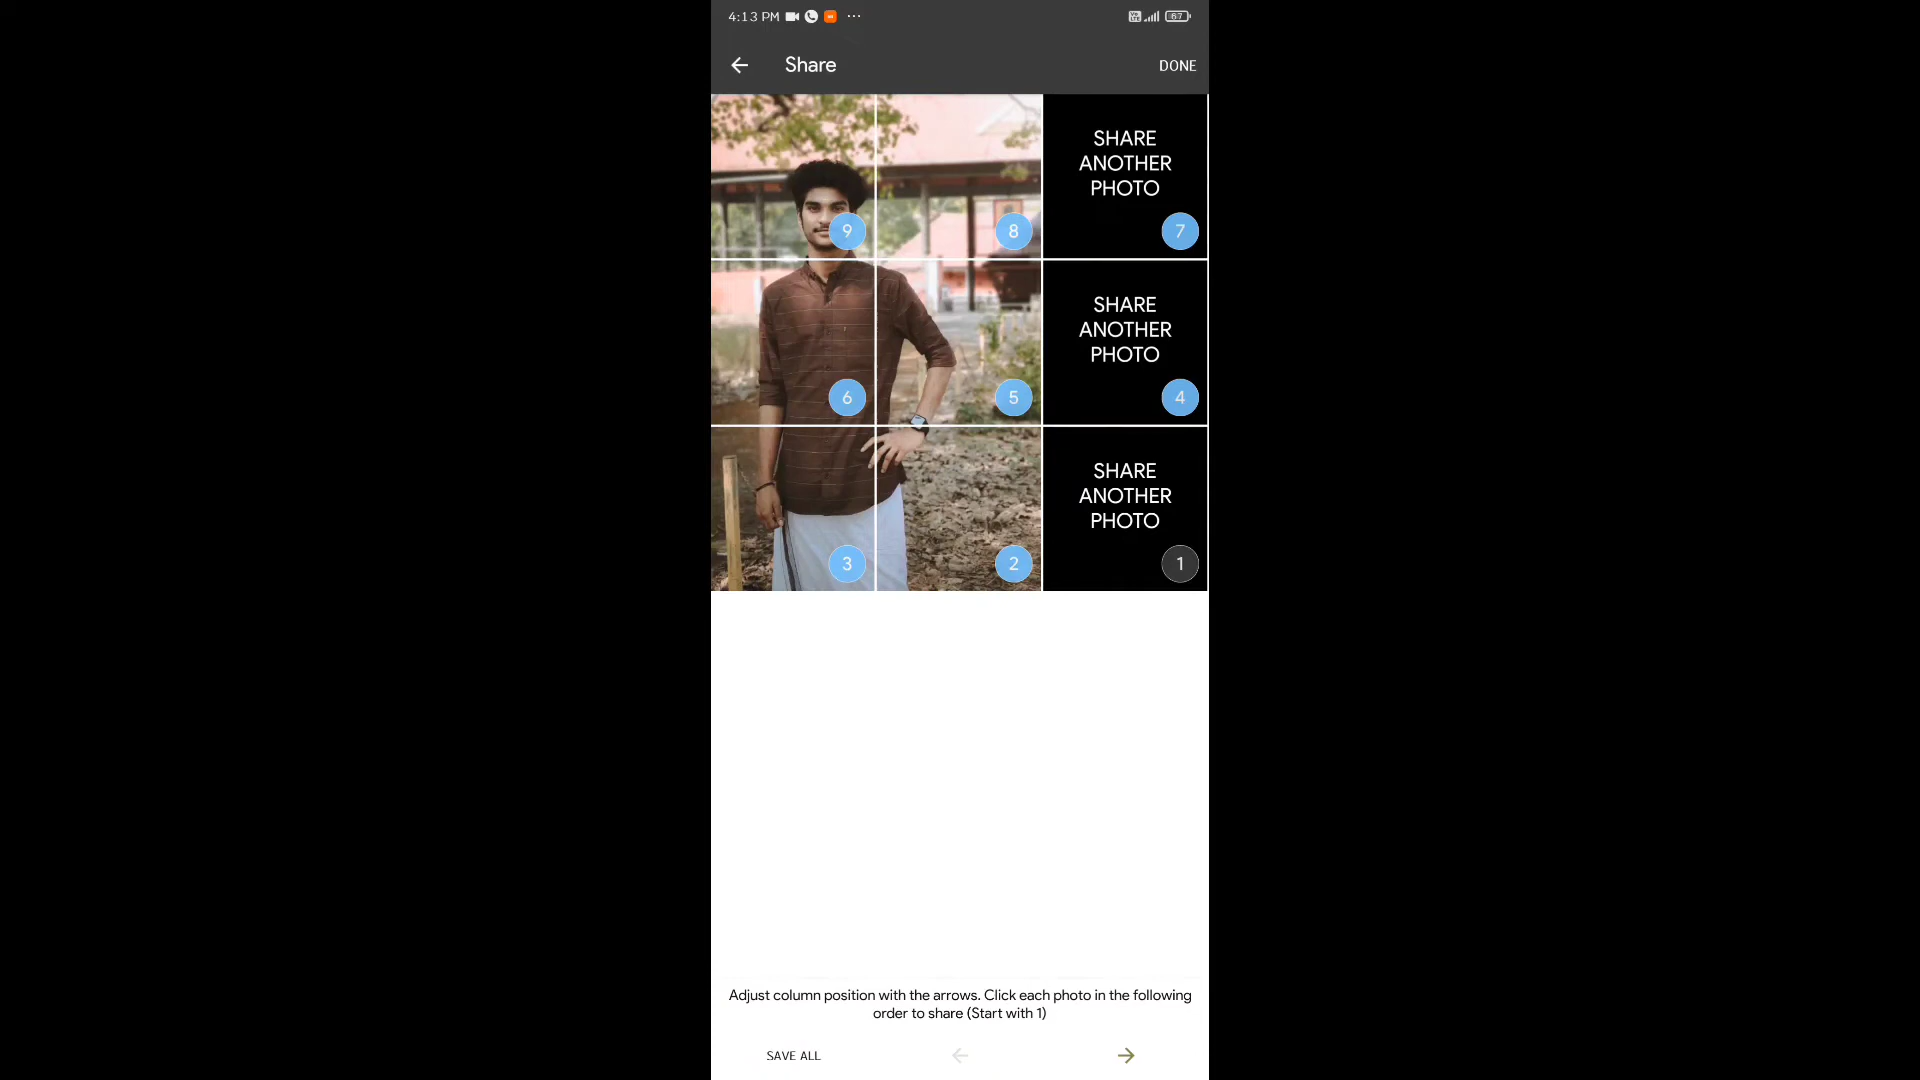 4:13 PM
67
Share
DONE
SHARE
ANOTHER
PHOTO
9
8
7
SHARE
ANOTHER
PHOTO
6
5
4
SHARE
ANOTHER
PHOTO
3
2
1
Adjust column position with the arrows. Click each photo in the following
order to share (Start with 1)
SAVE ALL